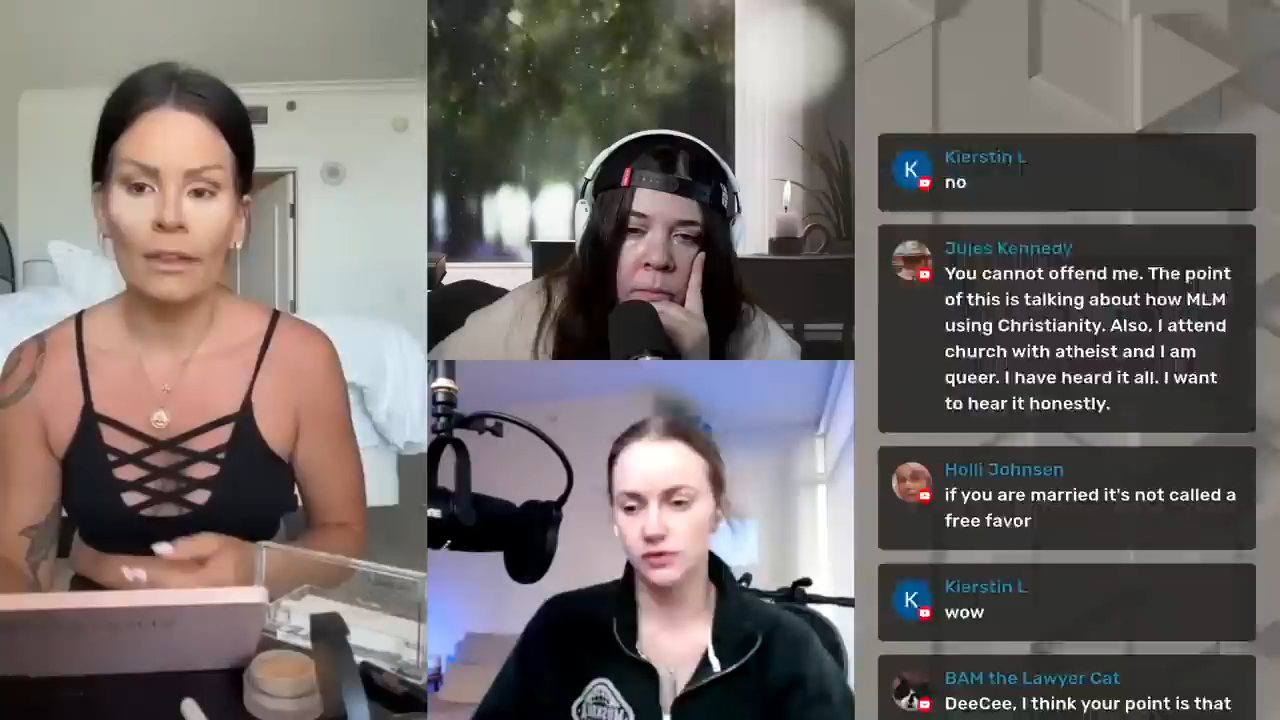 Kierstin L
no
Jules Kennedy
You cannot offend me. The point
of this is talking about how MLM
using Christianity. Also, I attend
church with atheist and I am
queer. I have heard it all. I want
to hear it honestly.
Holli Johnsen
if you are married it's not called a
free favor
K
Kierstin L
wow
BAM the Lawyer Cat
DeeCee, I think your point is that